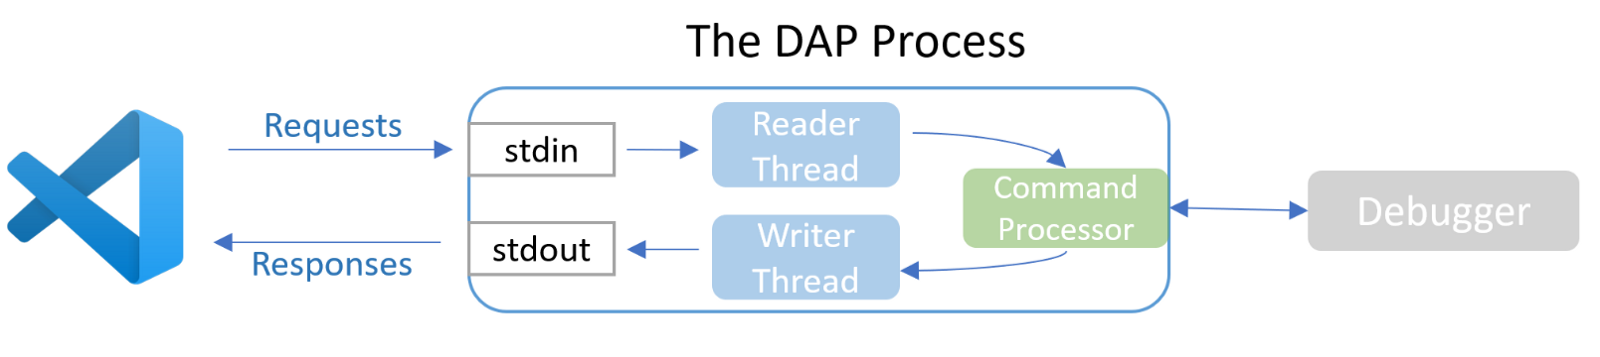 The DAP Process
Requests
stdin
Reader
Thread
Command
Processor
Debugger
Writer
Thread
stdout
Responses